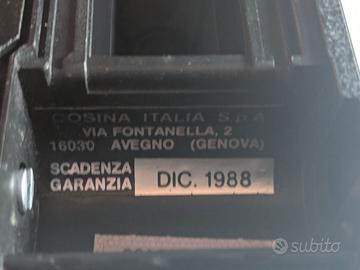 COSINA ITALIA S.p.A.
VIA FONTANELLA, 2
16030 AVEGNO (GENOVA)
SCADENZA GARANZIA DIC. 1988
subito